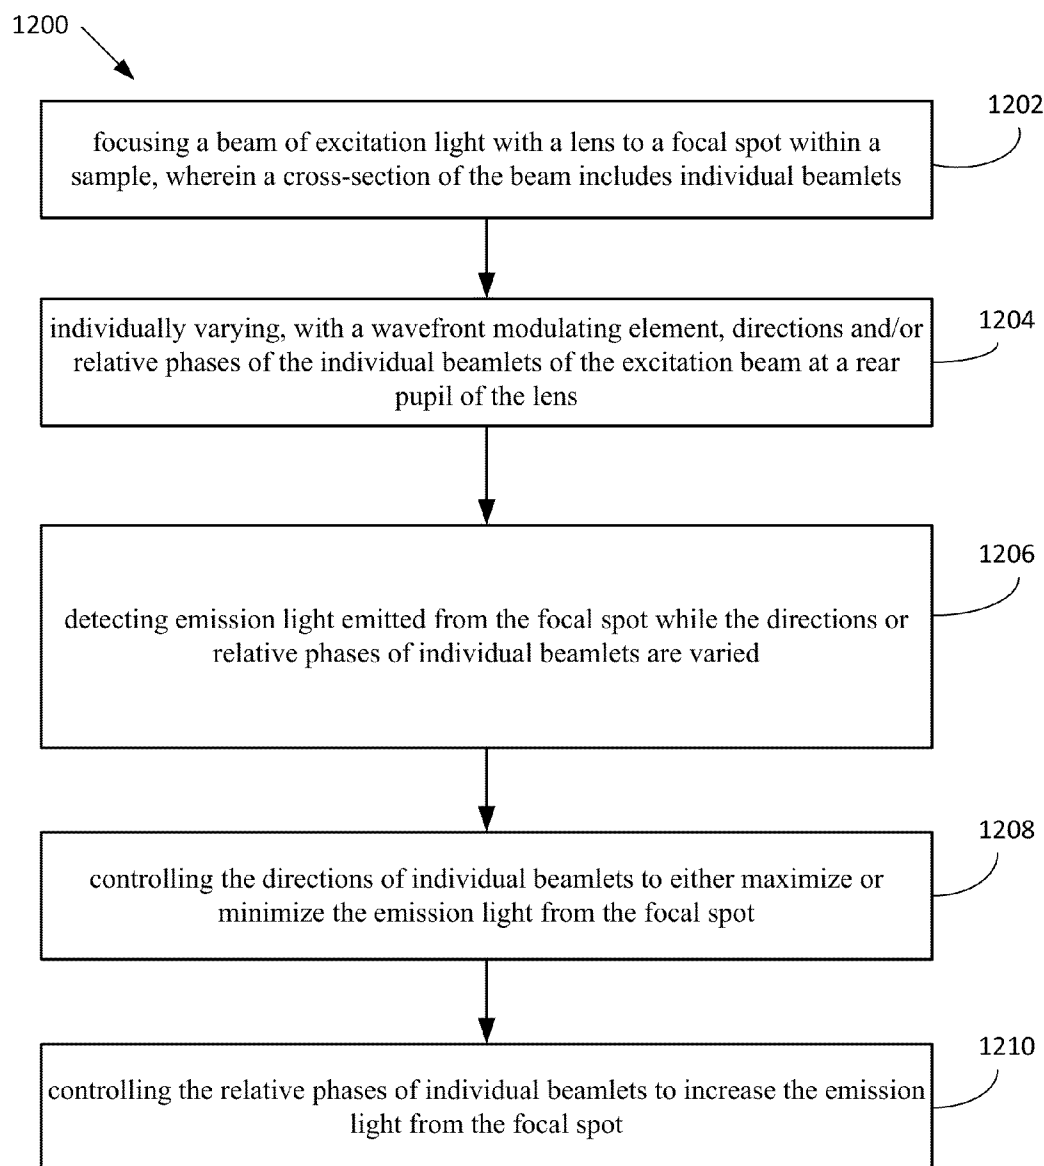 1200
1202
focusing a beam of excitation light with a lens to a focal spot within a
sample, wherein a cross-section of the beam includes individual beamlets
1204
individually varying, with a wavefront modulating element, directions and/or
relative phases of the individual beamlets of the excitation beam at a rear
pupil of the lens
1206
detecting emission light emitted from the focal spot while the directions or
relative phases of individual beamlets are varied
1208
controlling the directions of individual beamlets to either maximize or
minimize the emission light from the focal spot
1210
controlling the relative phases of individual beamlets to increase the emission
light from the focal spot